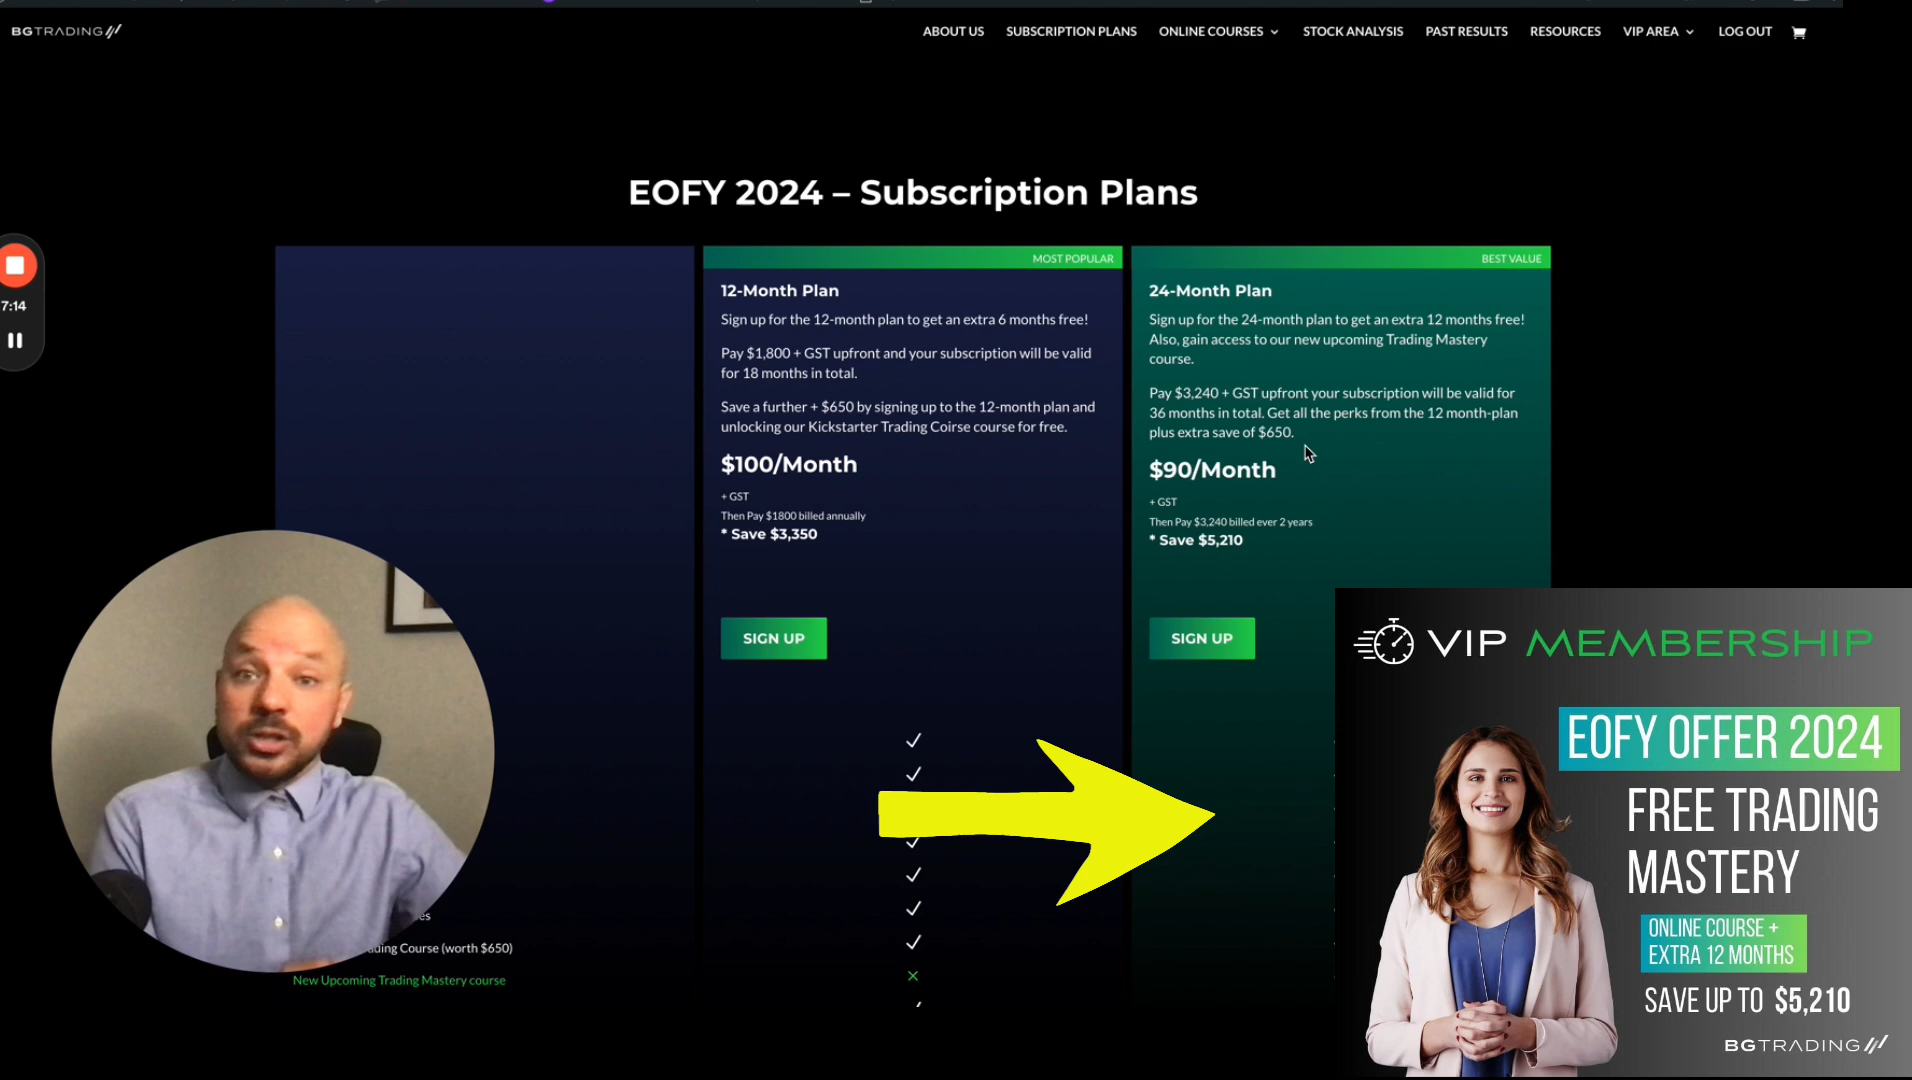 BGTRADING
ABOUT US
SUBSCRIPTION PLANS
ONLINE COURSES
STOCK ANALYSIS
PAST RESULTS
RESOURCES
VIP AREA
LOG OUT
EOFY 2024 – Subscription Plans
7:14
MOST POPULAR
12-Month Plan
Sign up for the 12-month plan to get an extra 6 months free!
Pay $1,800 + GST upfront and your subscription will be valid
for 18 months in total.
Save a further + $650 by signing up to the 12-month plan and
unlocking our Kickstarter Trading Coirse course for free.
$100/Month
+ GST
Then Pay $1800 billed annually
* Save $3,350
SIGN UP
BEST VALUE
24-Month Plan
Sign up for the 24-month plan to get an extra 12 months free!
Also, gain access to our new upcoming Trading Mastery
course.
Pay $3,240 + GST upfront your subscription will be valid for
36 months in total. Get all the perks from the 12 month-plan
plus extra save of $650.
$90/Month
+ GST
Then Pay $3,240 billed ever 2 years
* Save $5,210
SIGN UP
Course (worth $650)
New Upcoming Trading Mastery course
VIP MEMBERSHIP
EOFY OFFER 2024
FREE TRADING
MASTERY
ONLINE COURSE +
EXTRA 12 MONTHS
SAVE UP TO $5,210
BGTRADING